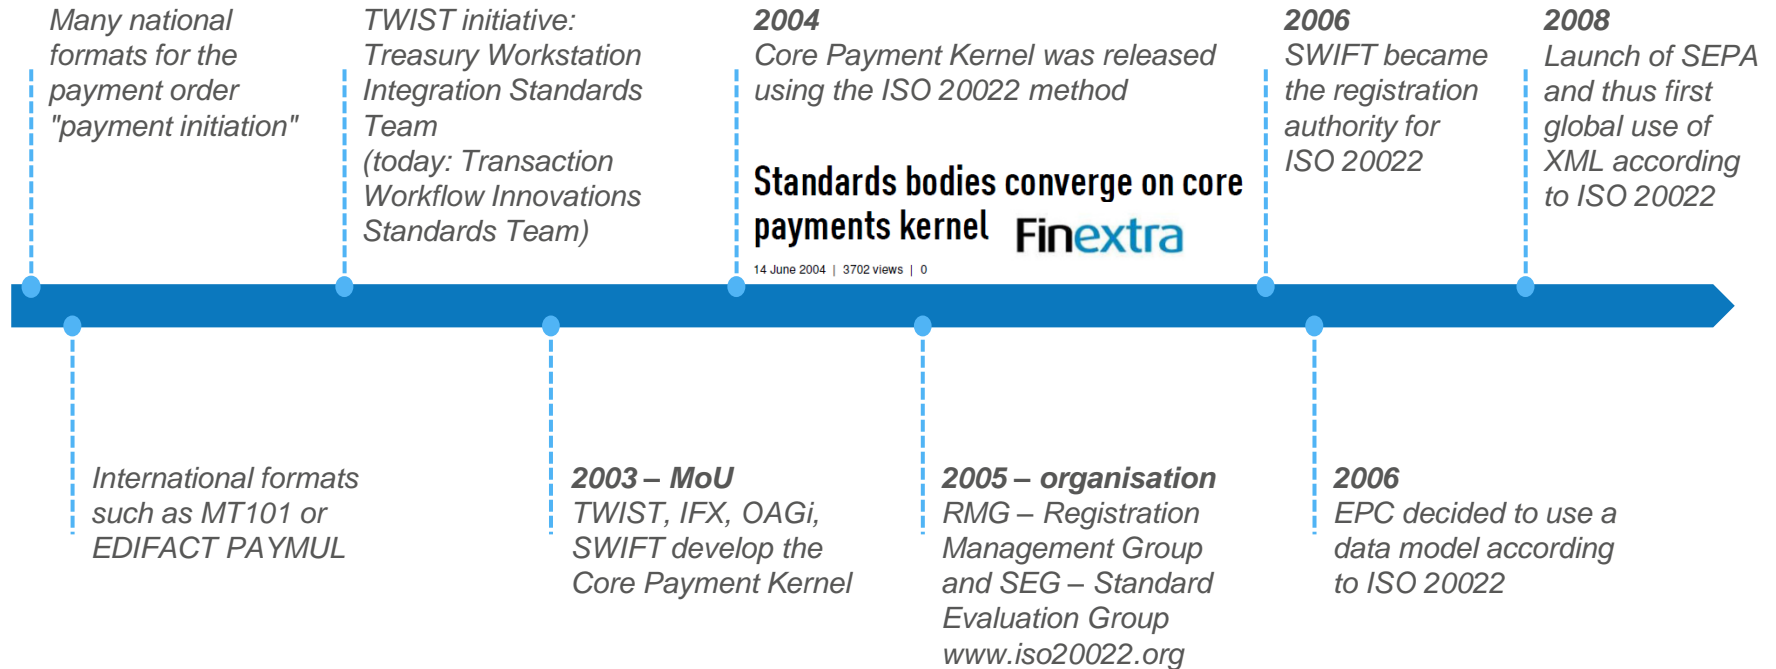 Many national
formats for the
payment order
"payment initiation"
TWIST initiative:
Treasury Workstation
Integration Standards
Team
(today: Transaction
Workflow Innovations
Standards Team)
2004
Core Payment Kernel was released
using the ISO 20022 method
Standards bodies converge on core
payments kernel
Finextra
14 June 2004 | 3702 views | 0
2006
SWIFT became
the registration
authority for
ISO 20022
2008
Launch of SEPA
and thus first
global use of
XML according
to ISO 20022
International formats
such as MT101 or
EDIFACT PAYMUL
2003 – MoU
TWIST, IFX, OAGi,
SWIFT develop the
Core Payment Kernel
2005 – organisation
RMG – Registration
Management Group
and SEG – Standard
Evaluation Group
www.iso20022.org
2006
EPC decided to use a
data model according
to ISO 20022